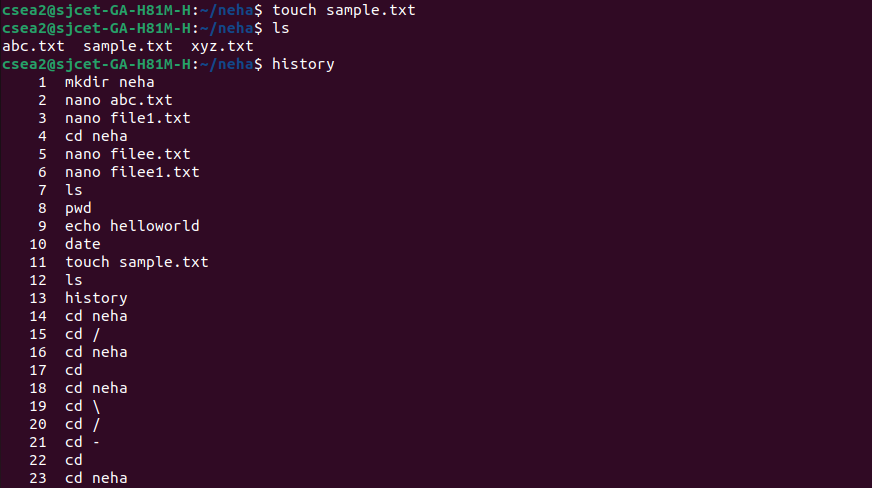 csea2@sjcet-GA-H81M-H:~/neha$ touch sample.txt
csea2@sjcet-GA-H81M-H:~/neha$ ls
abc.txt  sample.txt  xyz.txt
csea2@sjcet-GA-H81M-H:~/neha$ history
    1  mkdir neha
    2  nano abc.txt
    3  nano file1.txt
    4  cd neha
    5  nano filee.txt
    6  nano filee1.txt
    7  ls
    8  pwd
    9  echo helloworld
   10  date
   11  touch sample.txt
   12  ls
   13  history
   14  cd neha
   15  cd /
   16  cd neha
   17  cd
   18  cd neha
   19  cd \
   20  cd /
   21  cd -
   22  cd
   23  cd neha